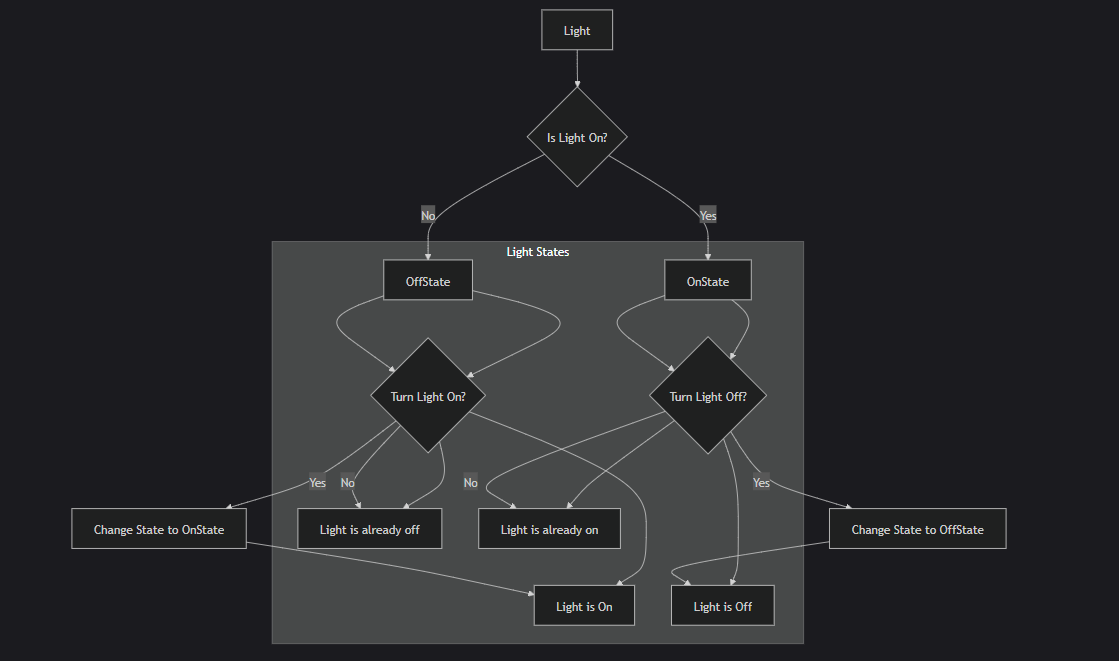 Light
Is Light On?
No
Yes
Light States
OffState
OnState
Turn Light On?
Turn Light Off?
Yes
No
No
Yes
Change State to OnState
Light is already off
Light is already on
Change State to OffState
Light is On
Light is Off